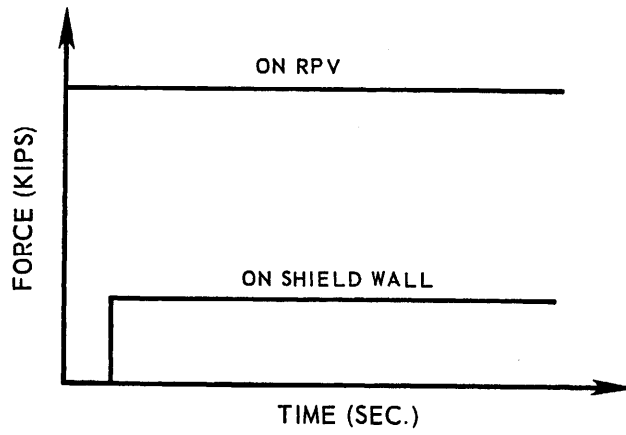 ON RPV
FORCE (KIPS)
ON SHIELD WALL
TIME (SEC.)